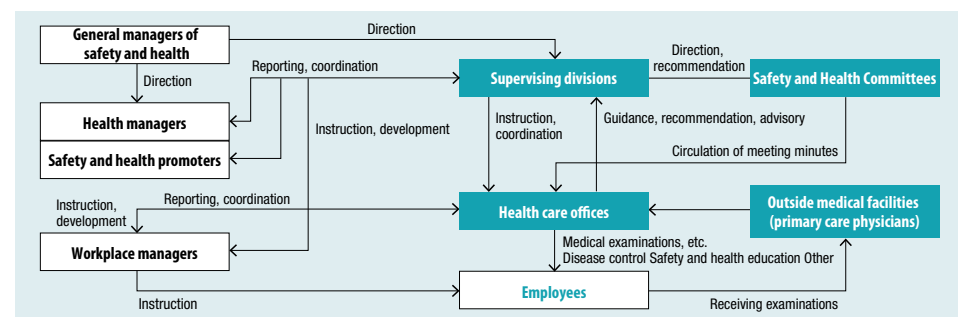 General managers of
safety and health
Direction
Direction
Reporting, coordination
Supervising divisions
Direction,
recommendation
Safety and Health Committees
Health managers
Safety and health promoters
Instruction, development
Instruction,
coordination
Guidance, recommendation, advisory
Circulation of meeting minutes
Instruction,
development
Reporting, coordination
Health care offices
Outside medical facilities
(primary care physicians)
Workplace managers
Medical examinations, etc.
Disease control Safety and health education Other
Instruction
Employees
Receiving examinations